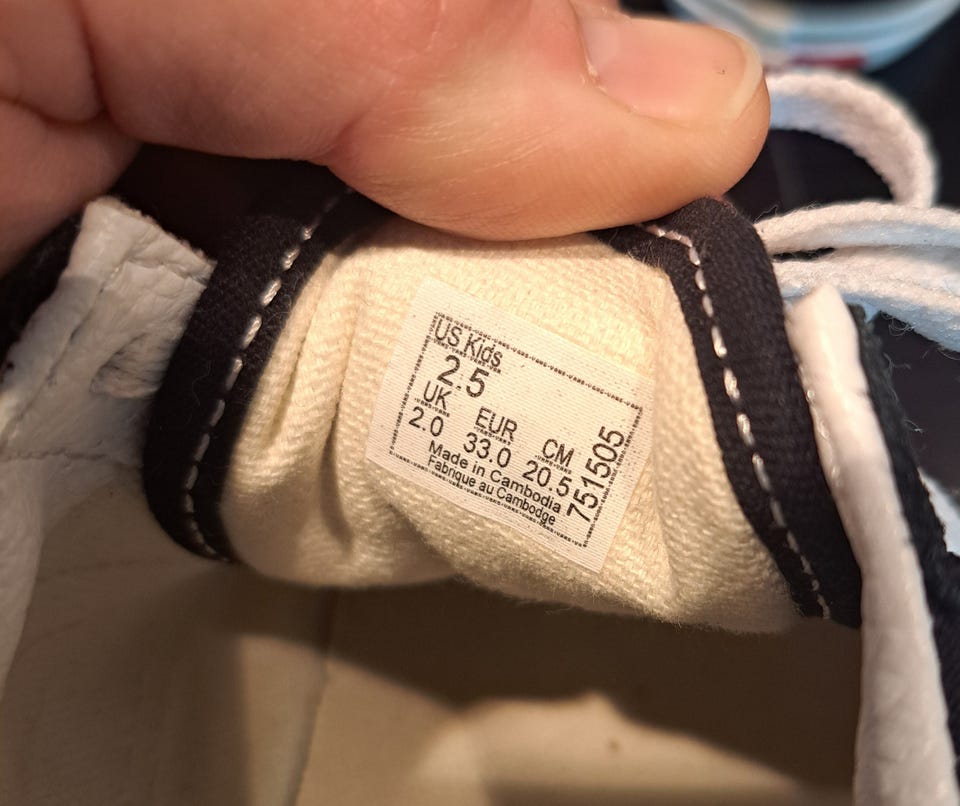 US Kids
2.5
UK EUR CM
2.0 33.0 20.5
Made in Cambodia
Fabrique au Cambodge
751505